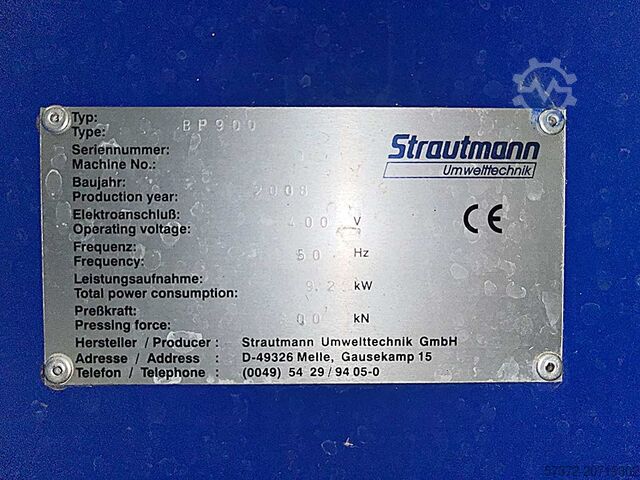 Typ:
Type: BP900
Seriennummer:
Machine No.:
Strautmann
Umwelttechnik
Baujahr:
Production year: 2008
Elektroanschluß:
Operating voltage: 400 V
CE
Frequenz:
Frequency: 50 Hz
Leistungsaufnahme:
Total power consumption: 9.2 kW
Preßkraft:
Pressing force: kN
Hersteller / Producer : Strautmann Umwelttechnik GmbH
Adresse / Address : D-49326 Melle, Gausekamp 15
Telefon / Telephone : (0049) 54 29 / 94 05-0